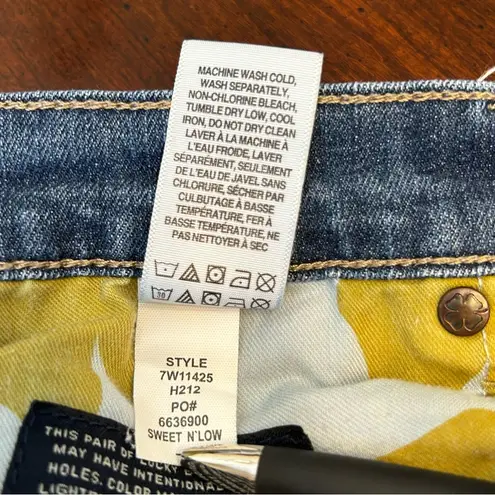 MACHINE WASH COLD,
WASH SEPARATELY,
NON-CHLORINE BLEACH,
TUMBLE DRY LOW, COOL
IRON, DO NOT DRY CLEAN
LAVER À LA MACHINE À
L'EAU FROIDE, LAVER
SÉPARÉMENT, SEULEMENT
DE L'EAU DE JAVEL SANS
CHLORURE, SÉCHER PAR
CULBUTAGE À BASSE
TEMPÉRATURE, FER À
BASSE TEMPÉRATURE, NE
PAS NETTOYER À SEC
30
STYLE
7W11425
H212
PO#
6636900
SWEET N'LOW
THIS PAIR OF LUCKY
MAY HAVE INTENTIONAL
HOLES. COLOR